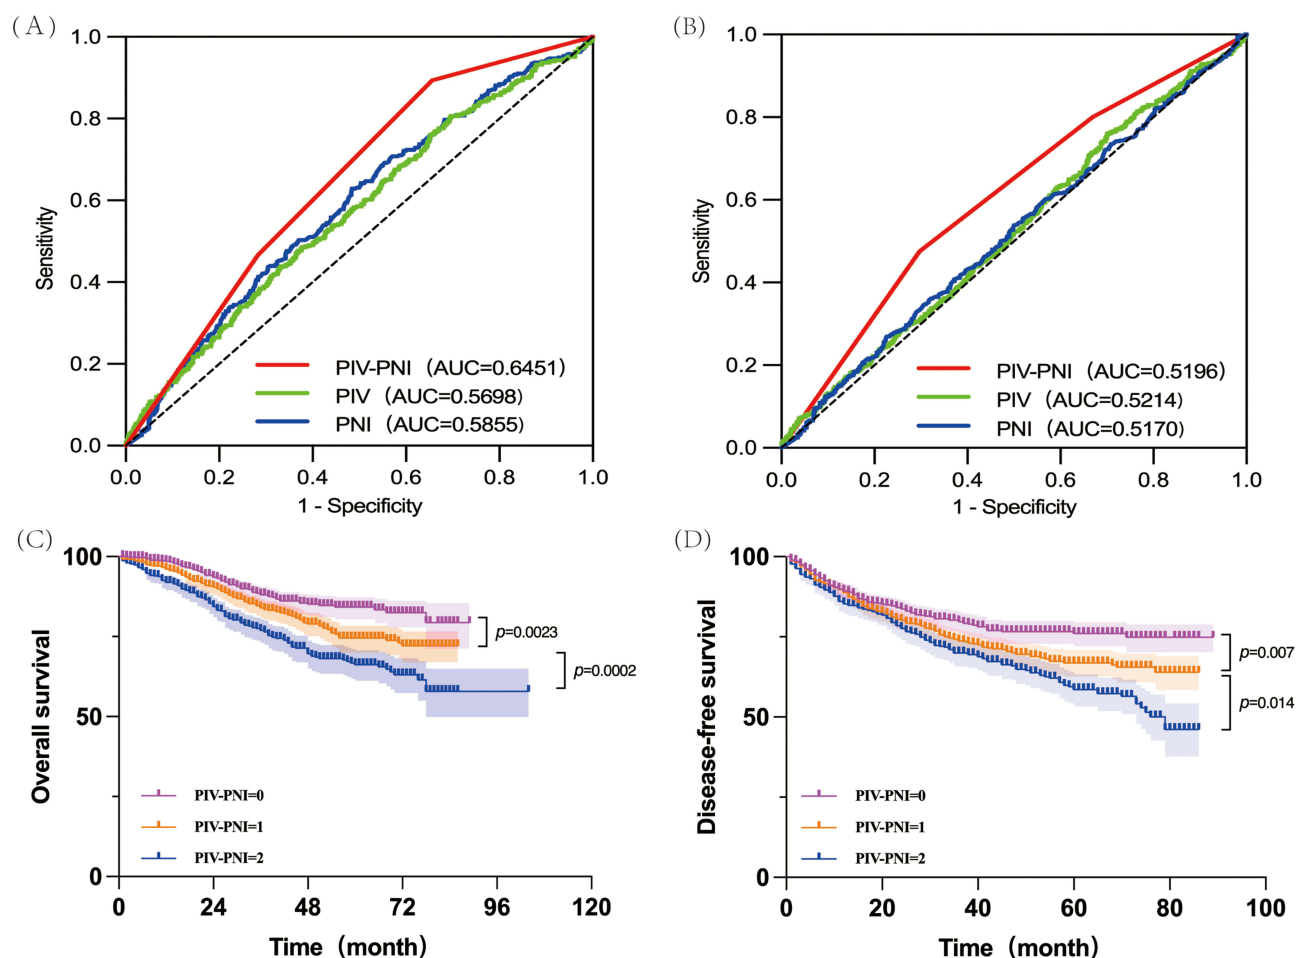 (A)
1.0
0.8
0.6
0.4
0.2
0.0
Sensitivity
PIV-PNI (AUC=0.6451)
PIV (AUC=0.5698)
PNI (AUC=0.5855)
0.0 0.2 0.4 0.6 0.8 1.0
1 - Specificity
(B)
1.0
0.8
0.6
0.4
0.2
0.0
Sensitivity
PIV-PNI (AUC=0.5196)
PIV (AUC=0.5214)
PNI (AUC=0.5170)
0.0 0.2 0.4 0.6 0.8 1.0
1 - Specificity
(C)
100
50
0
Overall survival
p=0.0023
p=0.0002
PIV-PNI=0
PIV-PNI=1
PIV-PNI=2
0 24 48 72 96 120
Time (month)
(D)
100
50
0
Disease-free survival
p=0.007
p=0.014
PIV-PNI=0
PIV-PNI=1
PIV-PNI=2
0 20 40 60 80 100
Time (month)